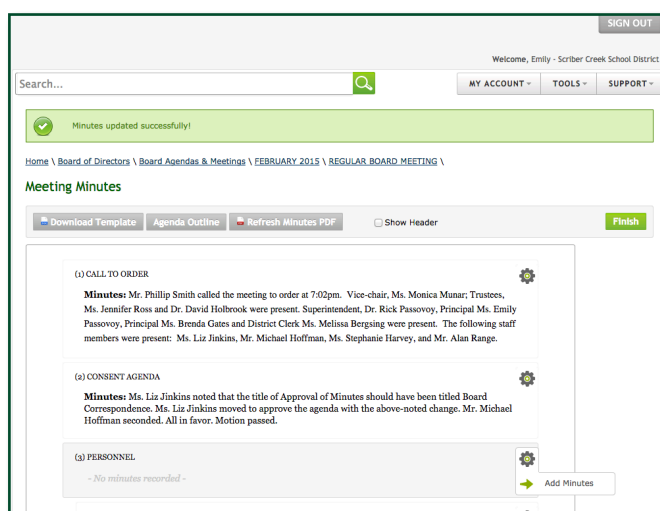 SIGN OUT
Welcome, Emily - Scriber Creek School District
Search...
MY ACCOUNT
TOOLS
SUPPORT
Minutes updated successfully!
Home \ Board of Directors \ Board Agendas & Meetings \ FEBRUARY 2015 \ REGULAR BOARD MEETING \
Meeting Minutes
Download Template
Agenda Outline
Refresh Minutes PDF
Show Header
Finish
(1) CALL TO ORDER
Minutes: Mr. Phillip Smith called the meeting to order at 7:02pm. Vice-chair, Ms. Monica Munar; Trustees,
Ms. Jennifer Ross and Dr. David Holbrook were present. Superintendent, Dr. Rick Passovoy, Principal Ms. Emily
Passovoy, Principal Ms. Brenda Gates and District Clerk Ms. Melissa Bergsing were present. The following staff
members were present: Ms. Liz Jinkins, Mr. Michael Hoffman, Ms. Stephanie Harvey, and Mr. Alan Range.
(2) CONSENT AGENDA
Minutes: Ms. Liz Jinkins noted that the title of Approval of Minutes should have been titled Board
Correspondence. Ms. Liz Jinkins moved to approve the agenda with the above-noted change. Mr. Michael
Hoffman seconded. All in favor. Motion passed.
(3) PERSONNEL
- No minutes recorded -
Add Minutes